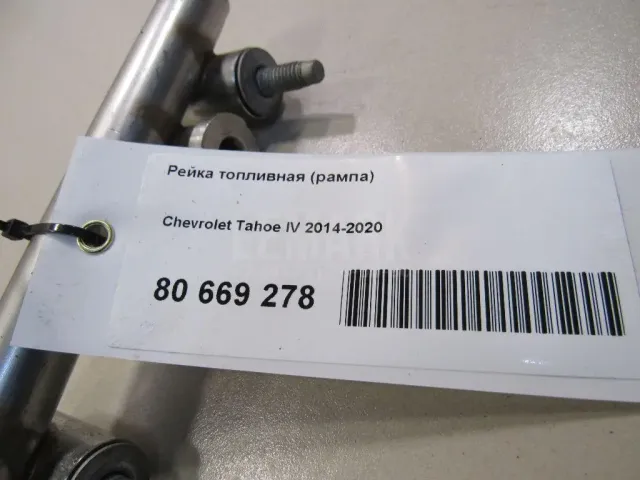 Рейка топливная (рампа)
Chevrolet Tahoe IV 2014-2020
80 669 278